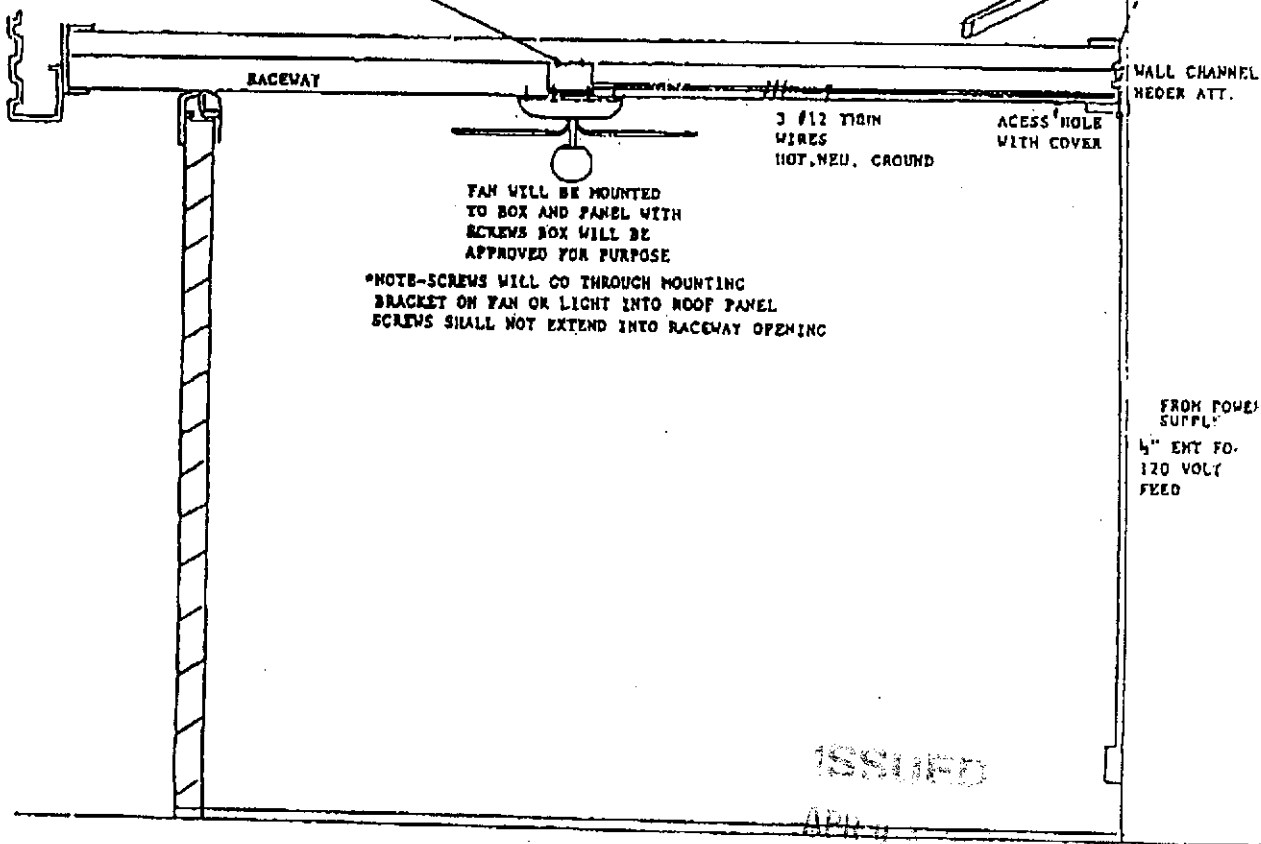 RACEWAY
WALL CHANNEL
HEDER ATT.
3 #12 THHN
WIRES
HOT,NEU, GROUND
ACESS HOLE
WITH COVER
FAN WILL BE MOUNTED
TO BOX AND PANEL WITH
SCREWS BOX WILL BE
APPROVED FOR PURPOSE
*NOTE-SCREWS WILL GO THROUGH MOUNTING
BRACKET ON FAN OR LIGHT INTO ROOF PANEL
SCREWS SHALL NOT EXTEND INTO RACEWAY OPENING
FROM POWE
SUPPLY
½" EMT FO
120 VOLT
FEED
ISSUED
APR